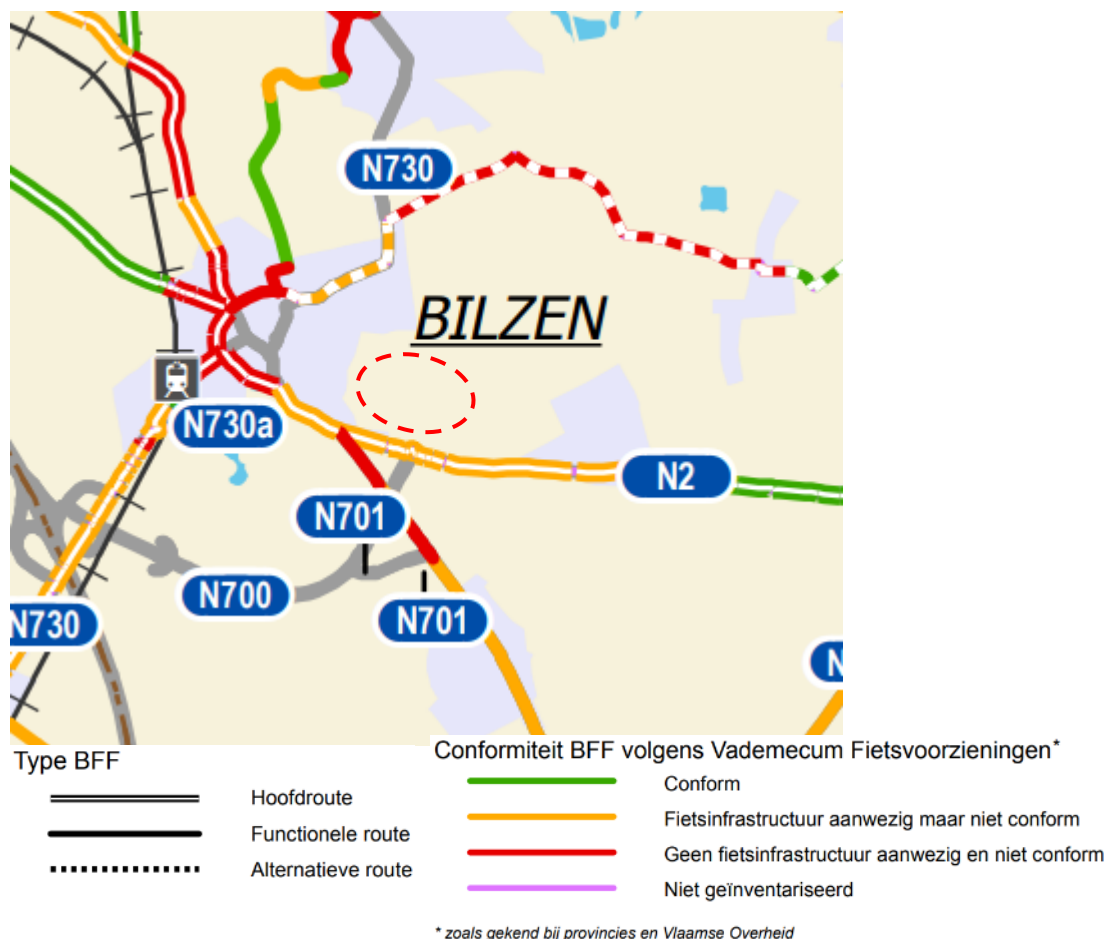 N730
BILZEN
N730a
N2
N701
N700
N701
N730
N
Type BFF
Hoofdroute
Functionele route
Alternatieve route
Conformiteit BFF volgens Vademecum Fietsvoorzieningen*
Conform
Fietsinfrastructuur aanwezig maar niet conform
Geen fietsinfrastructuur aanwezig en niet conform
Niet geïnventariseerd
* zoals gekend bij provincies en Vlaamse Overheid